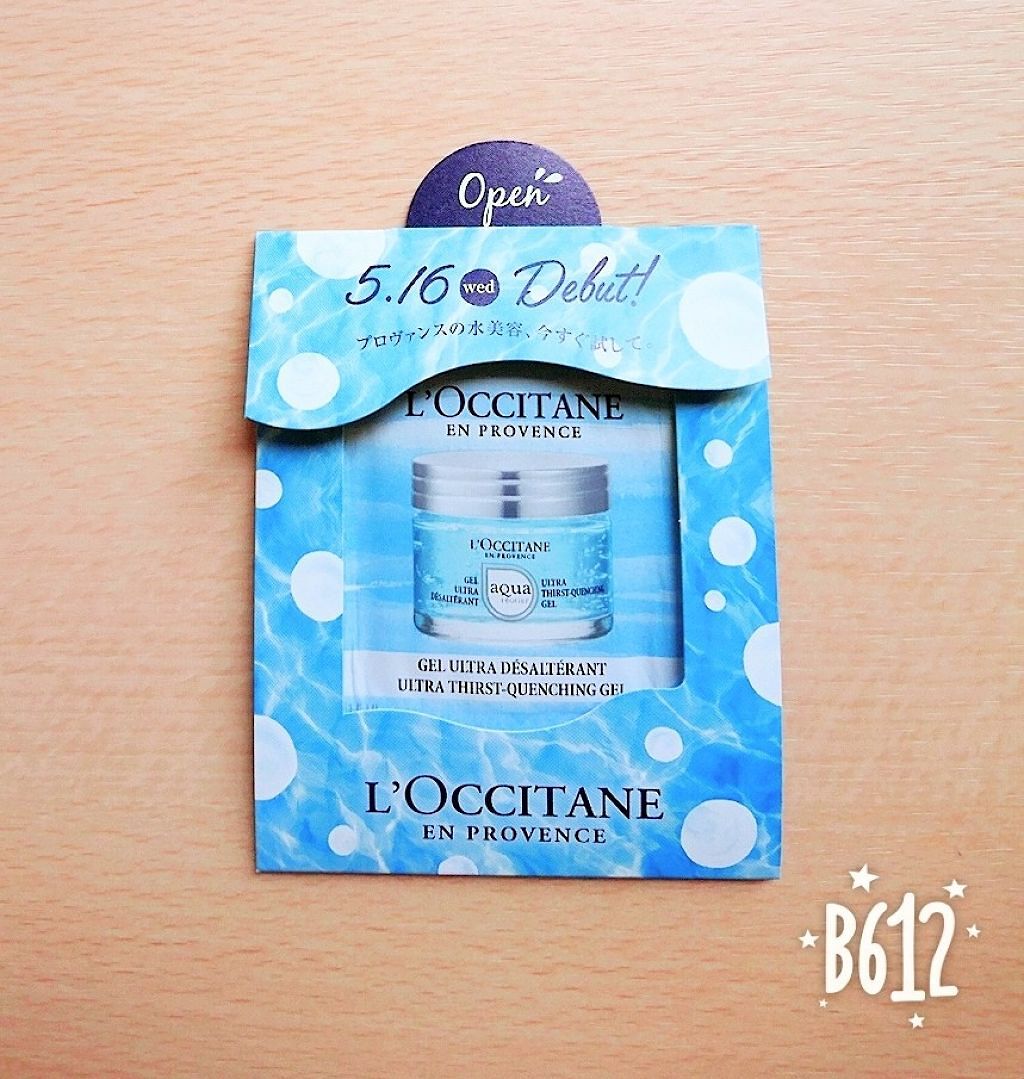 Open
5.16 wed Debut!
プロヴァンスの水美容、今すぐ試して。
L'OCCITANE
EN PROVENCE
L'OCCITANE
EN PROVENCE
GEL
ULTRA
DÉSALTÉRANT
aqua
ULTRA
THIRST-QUENCHING
GEL
GEL ULTRA DÉSALTÉRANT
ULTRA THIRST-QUENCHING GEL
L'OCCITANE
EN PROVENCE
B612